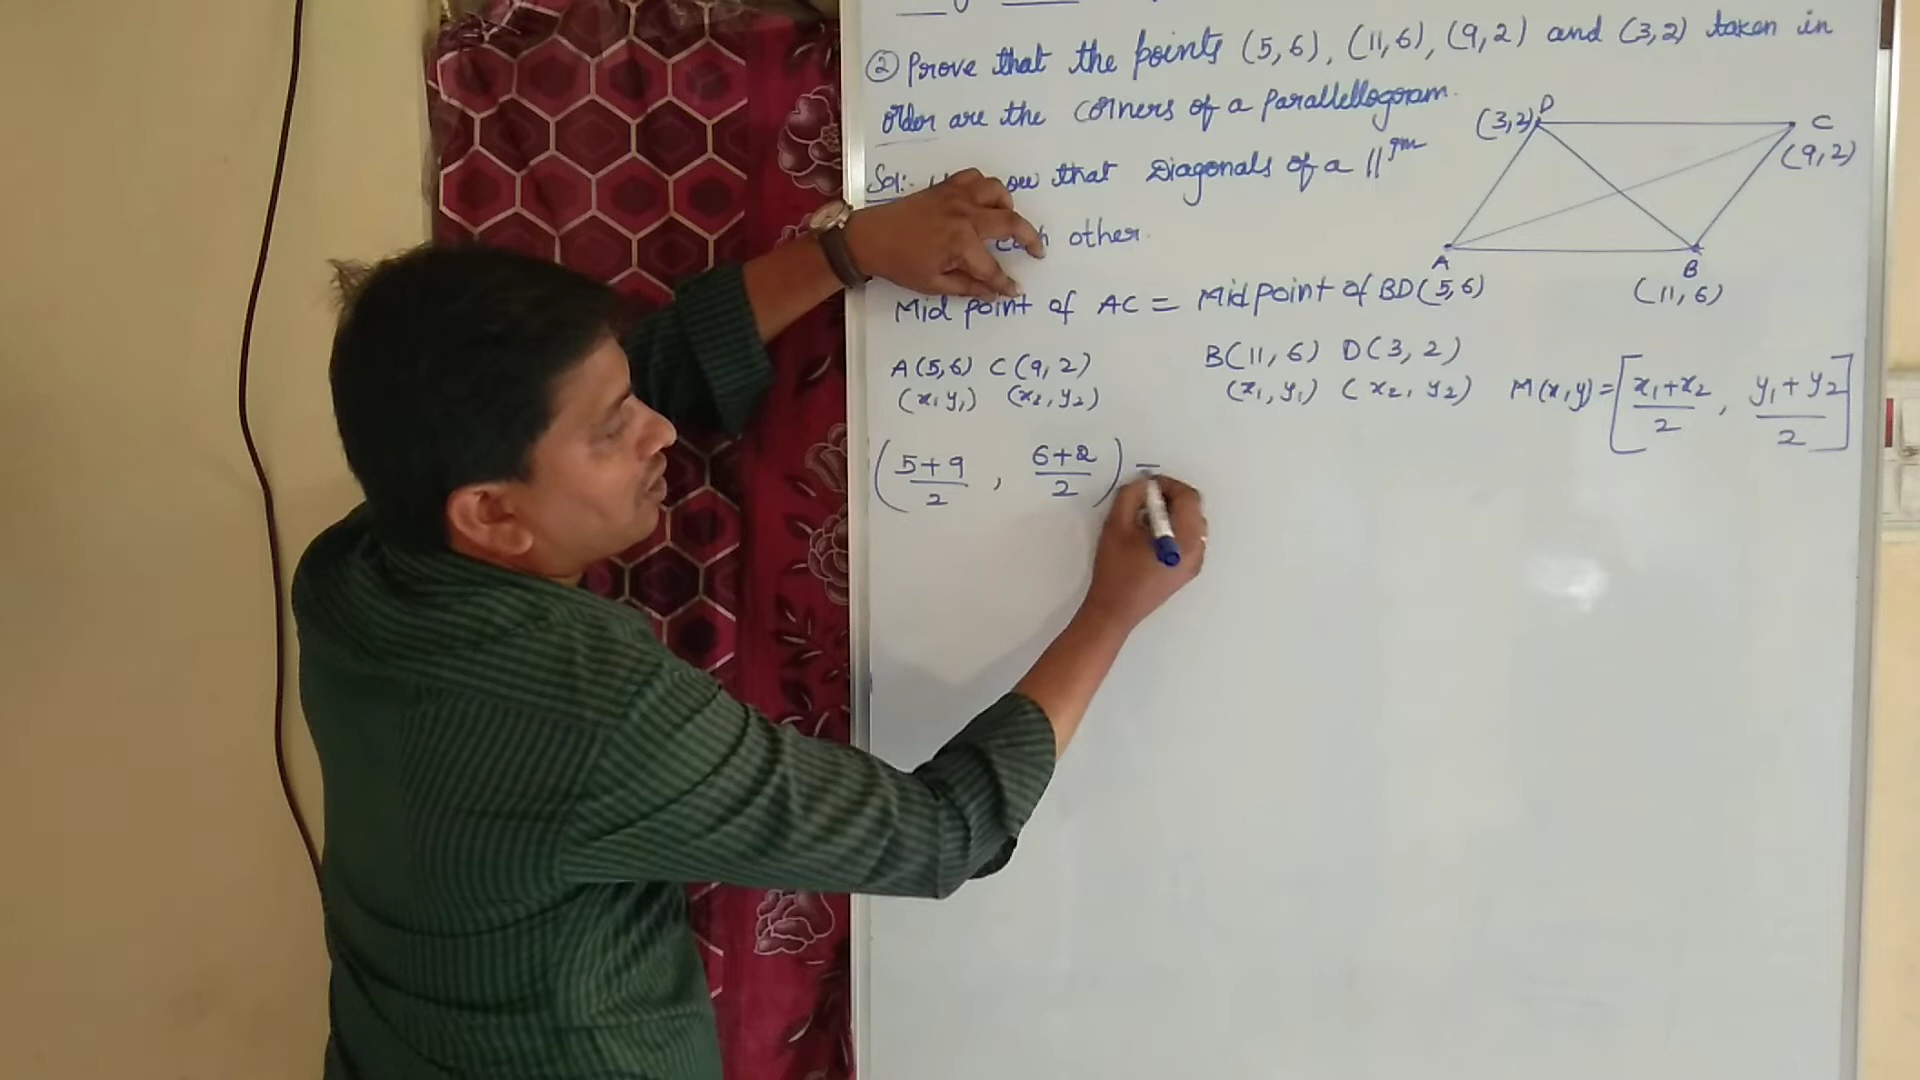 ② Prove that the points (5,6), (11,6), (9,2) and (3,2) taken in
order are the corners of a parallellogram.
Sol:- that Diagonals of a ||gm
each other.
Mid point of AC = Midpoint of BD
A(5,6) C(9,2) B(11,6) D(3,2)
(x1 y1) (x2, y2) (x1, y1) (x2, y2) M(x,y) = [x1+x2/2, y1+y2/2]
(5+9/2, 6+2/2) =
(3,2) D
C
(9,2)
A
B
(5,6)
(11,6)